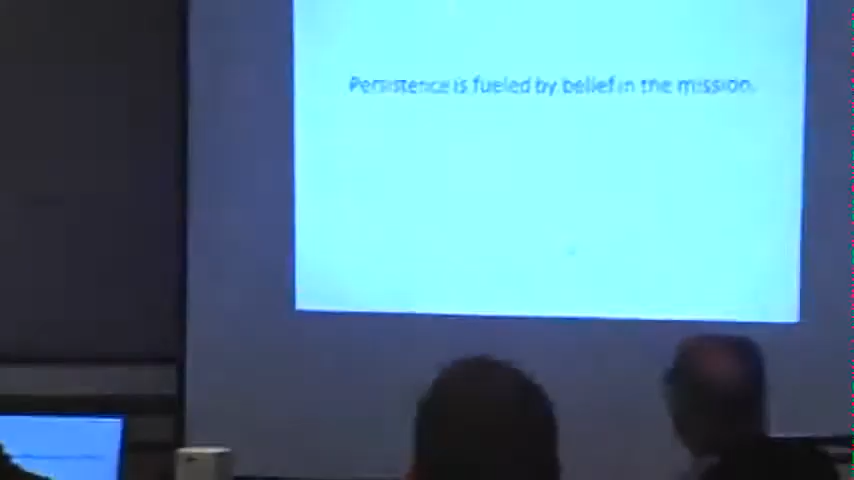 Persistence is fueled by belief in the mission.